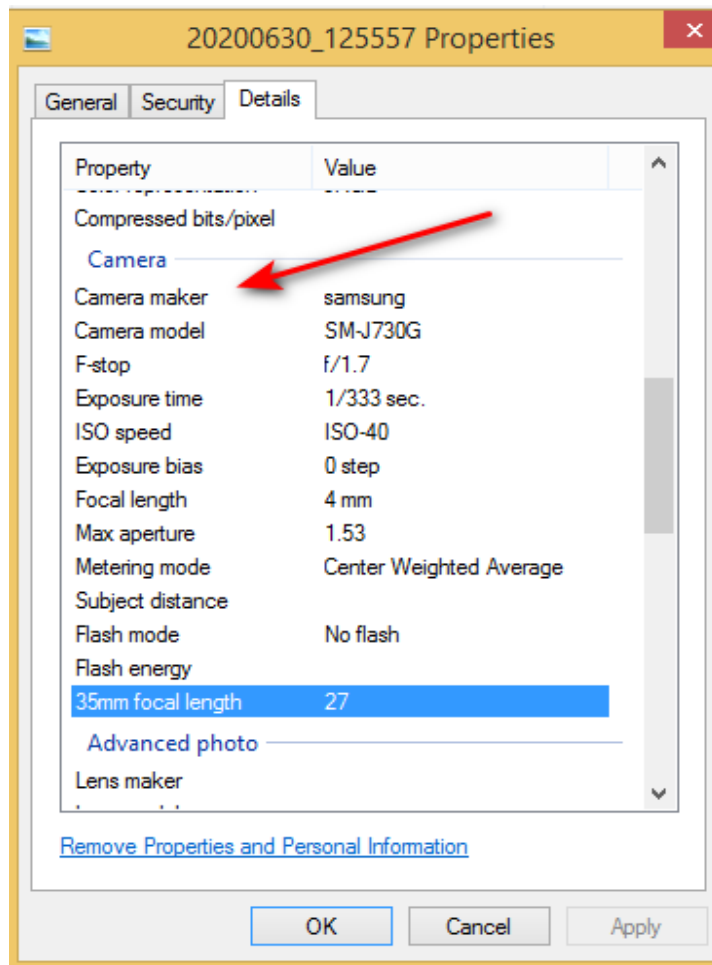 20200630_125557 Properties
General Security Details
Property Value
Compressed bits/pixel
Camera
Camera maker samsung
Camera model SM-J730G
F-stop f/1.7
Exposure time 1/333 sec.
ISO speed ISO-40
Exposure bias 0 step
Focal length 4 mm
Max aperture 1.53
Metering mode Center Weighted Average
Subject distance
Flash mode No flash
Flash energy
35mm focal length 27
Advanced photo
Lens maker
Remove Properties and Personal Information
OK Cancel Apply